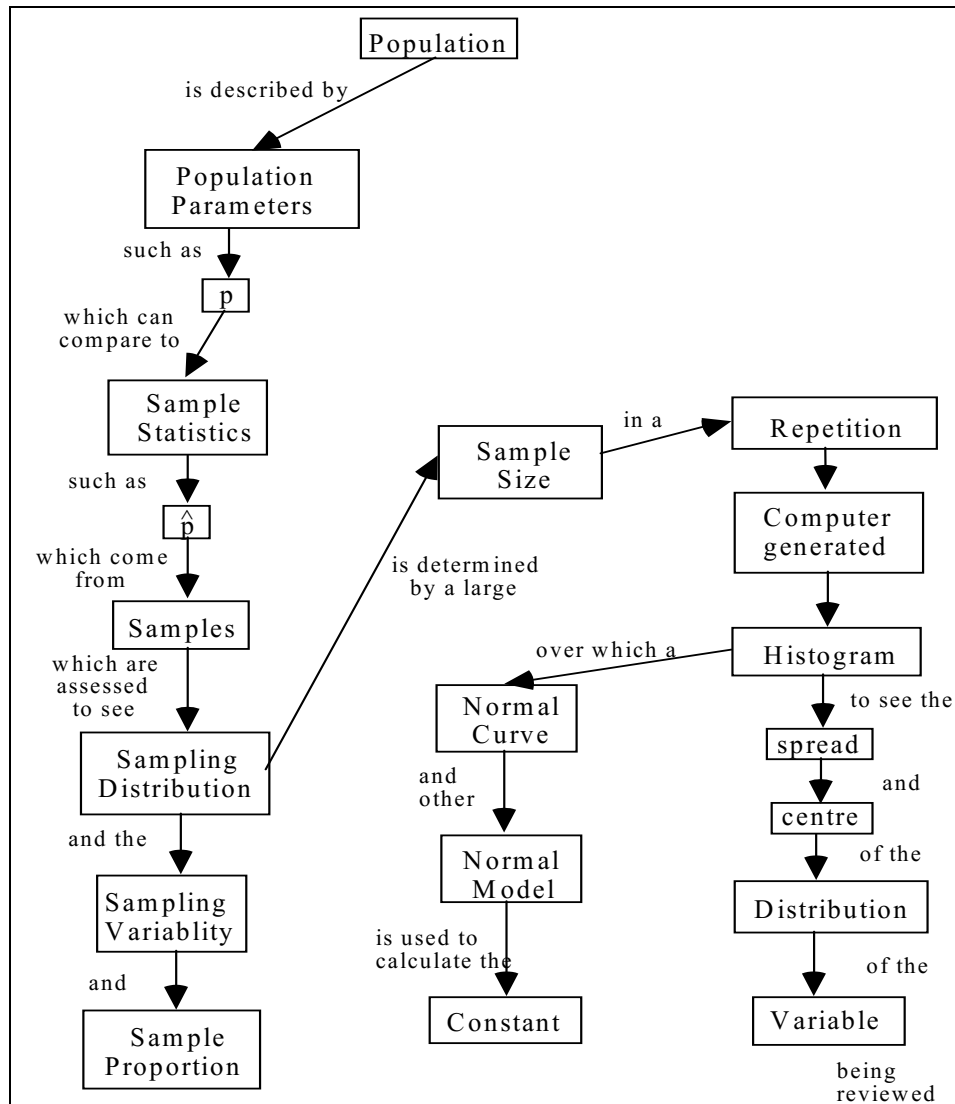 Population
is described by
Population
Parameters
such as
p
which can
compare to
Sample
Statistics
such as
p̂
which come
from
Samples
which are
assessed
to see
Sampling
Distribution
and the
Sampling
Variablity
and
Sample
Proportion
is determined
by a large
Sample
Size
in a
Repetition
Computer
generated
Histogram
over which a
Normal
Curve
and
other
Normal
Model
is used to
calculate the
Constant
to see the
spread
and
centre
of the
Distribution
of the
Variable
being
reviewed